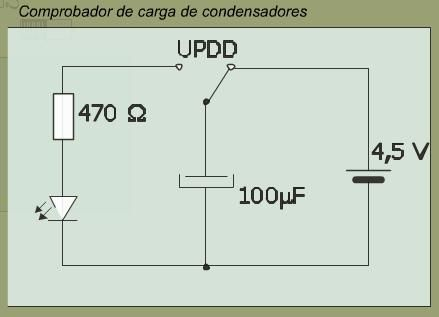 Comprobador de carga de condensadores
UPDD
470 Ω
4,5 V
100µF